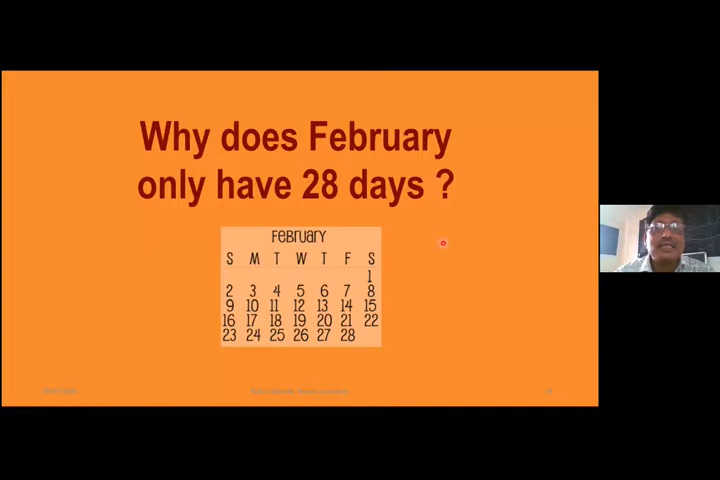 Why does February
only have 28 days ?
February
S M T W T F S
1
2 3 4 5 6 7 8
9 10 11 12 13 14 15
16 17 18 19 20 21 22
23 24 25 26 27 28